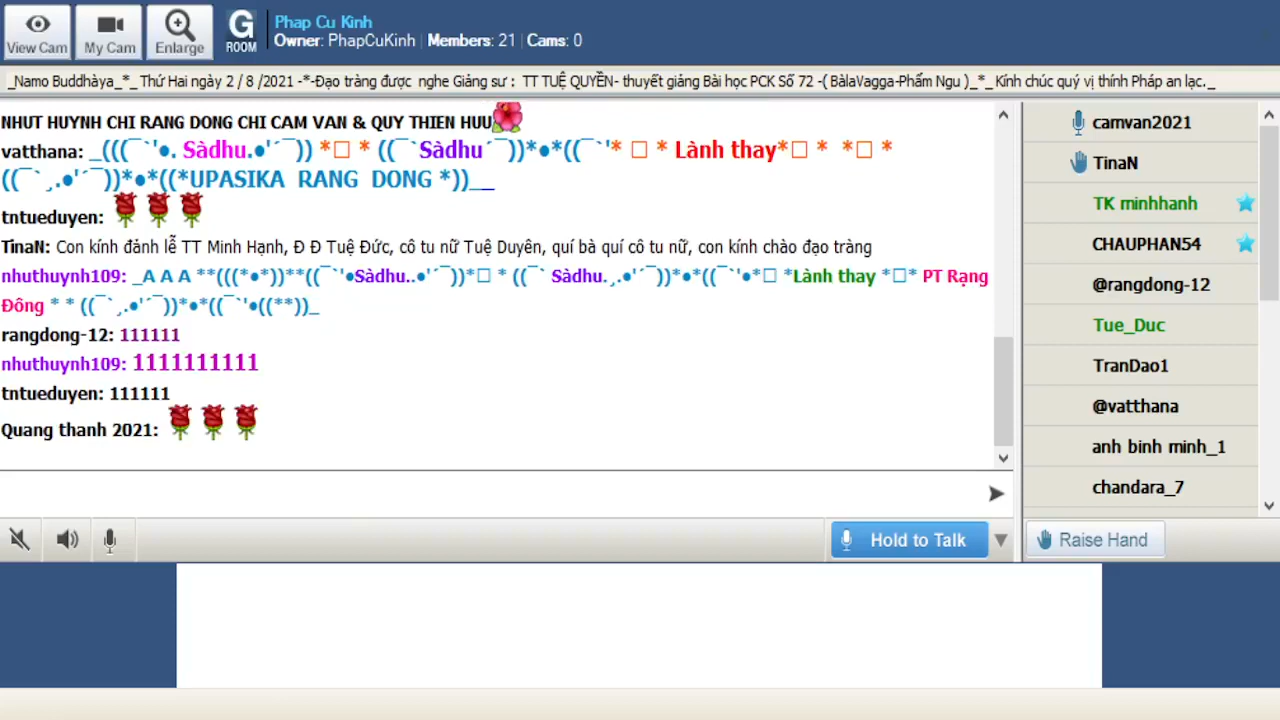 View Cam
My Cam
Enlarge
G
ROOM
Phap Cu Kinh
Owner: PhapCuKinh | Members: 21 | Cams: 0
_Namo Buddhàya_*_ Thứ Hai ngày 2 / 8 /2021 -*-Đạo tràng được nghe Giảng sư : TT TUỆ QUYỀN- thuyết giảng Bài học PCK Số 72 -( BàlaVagga-Phẩm Ngu )_*_ Kính chúc quý vị thính Pháp an lạc._
NHUT HUYNH CHI RANG DONG CHI CAM VAN & QUY THIEN HUU
vatthana: _(((¯`'●. Sàdhu.●'´¯)) *□ * ((¯`Sàdhu´¯))*●*((¯`'* □ * Lành thay*□ * *□ *
((¯`¸.●'´¯))*●*((*UPASIKA RANG DONG *))__
tntueduyen:
TinaN: Con kính đảnh lễ TT Minh Hạnh, Đ Đ Tuệ Đức, cô tu nữ Tuệ Duyên, quí bà quí cô tu nữ, con kính chào đạo tràng
nhuthuynh109: _A A A **(((*●*))**((¯`'●Sàdhu..●'´¯))*□ * ((¯` Sàdhu.¸.●'´¯))*●*((¯`'●*□ *Lành thay *□* PT Rạng
Đông * * ((¯`¸.●'´¯))*●*((¯`'●((**))_
rangdong-12: 111111
nhuthuynh109: 1111111111
tntueduyen: 111111
Quang thanh 2021:
Hold to Talk
camvan2021
TinaN
TK minhhanh
CHAUPHAN54
@rangdong-12
Tue_Duc
TranDao1
@vatthana
anh binh minh_1
chandara_7
Raise Hand